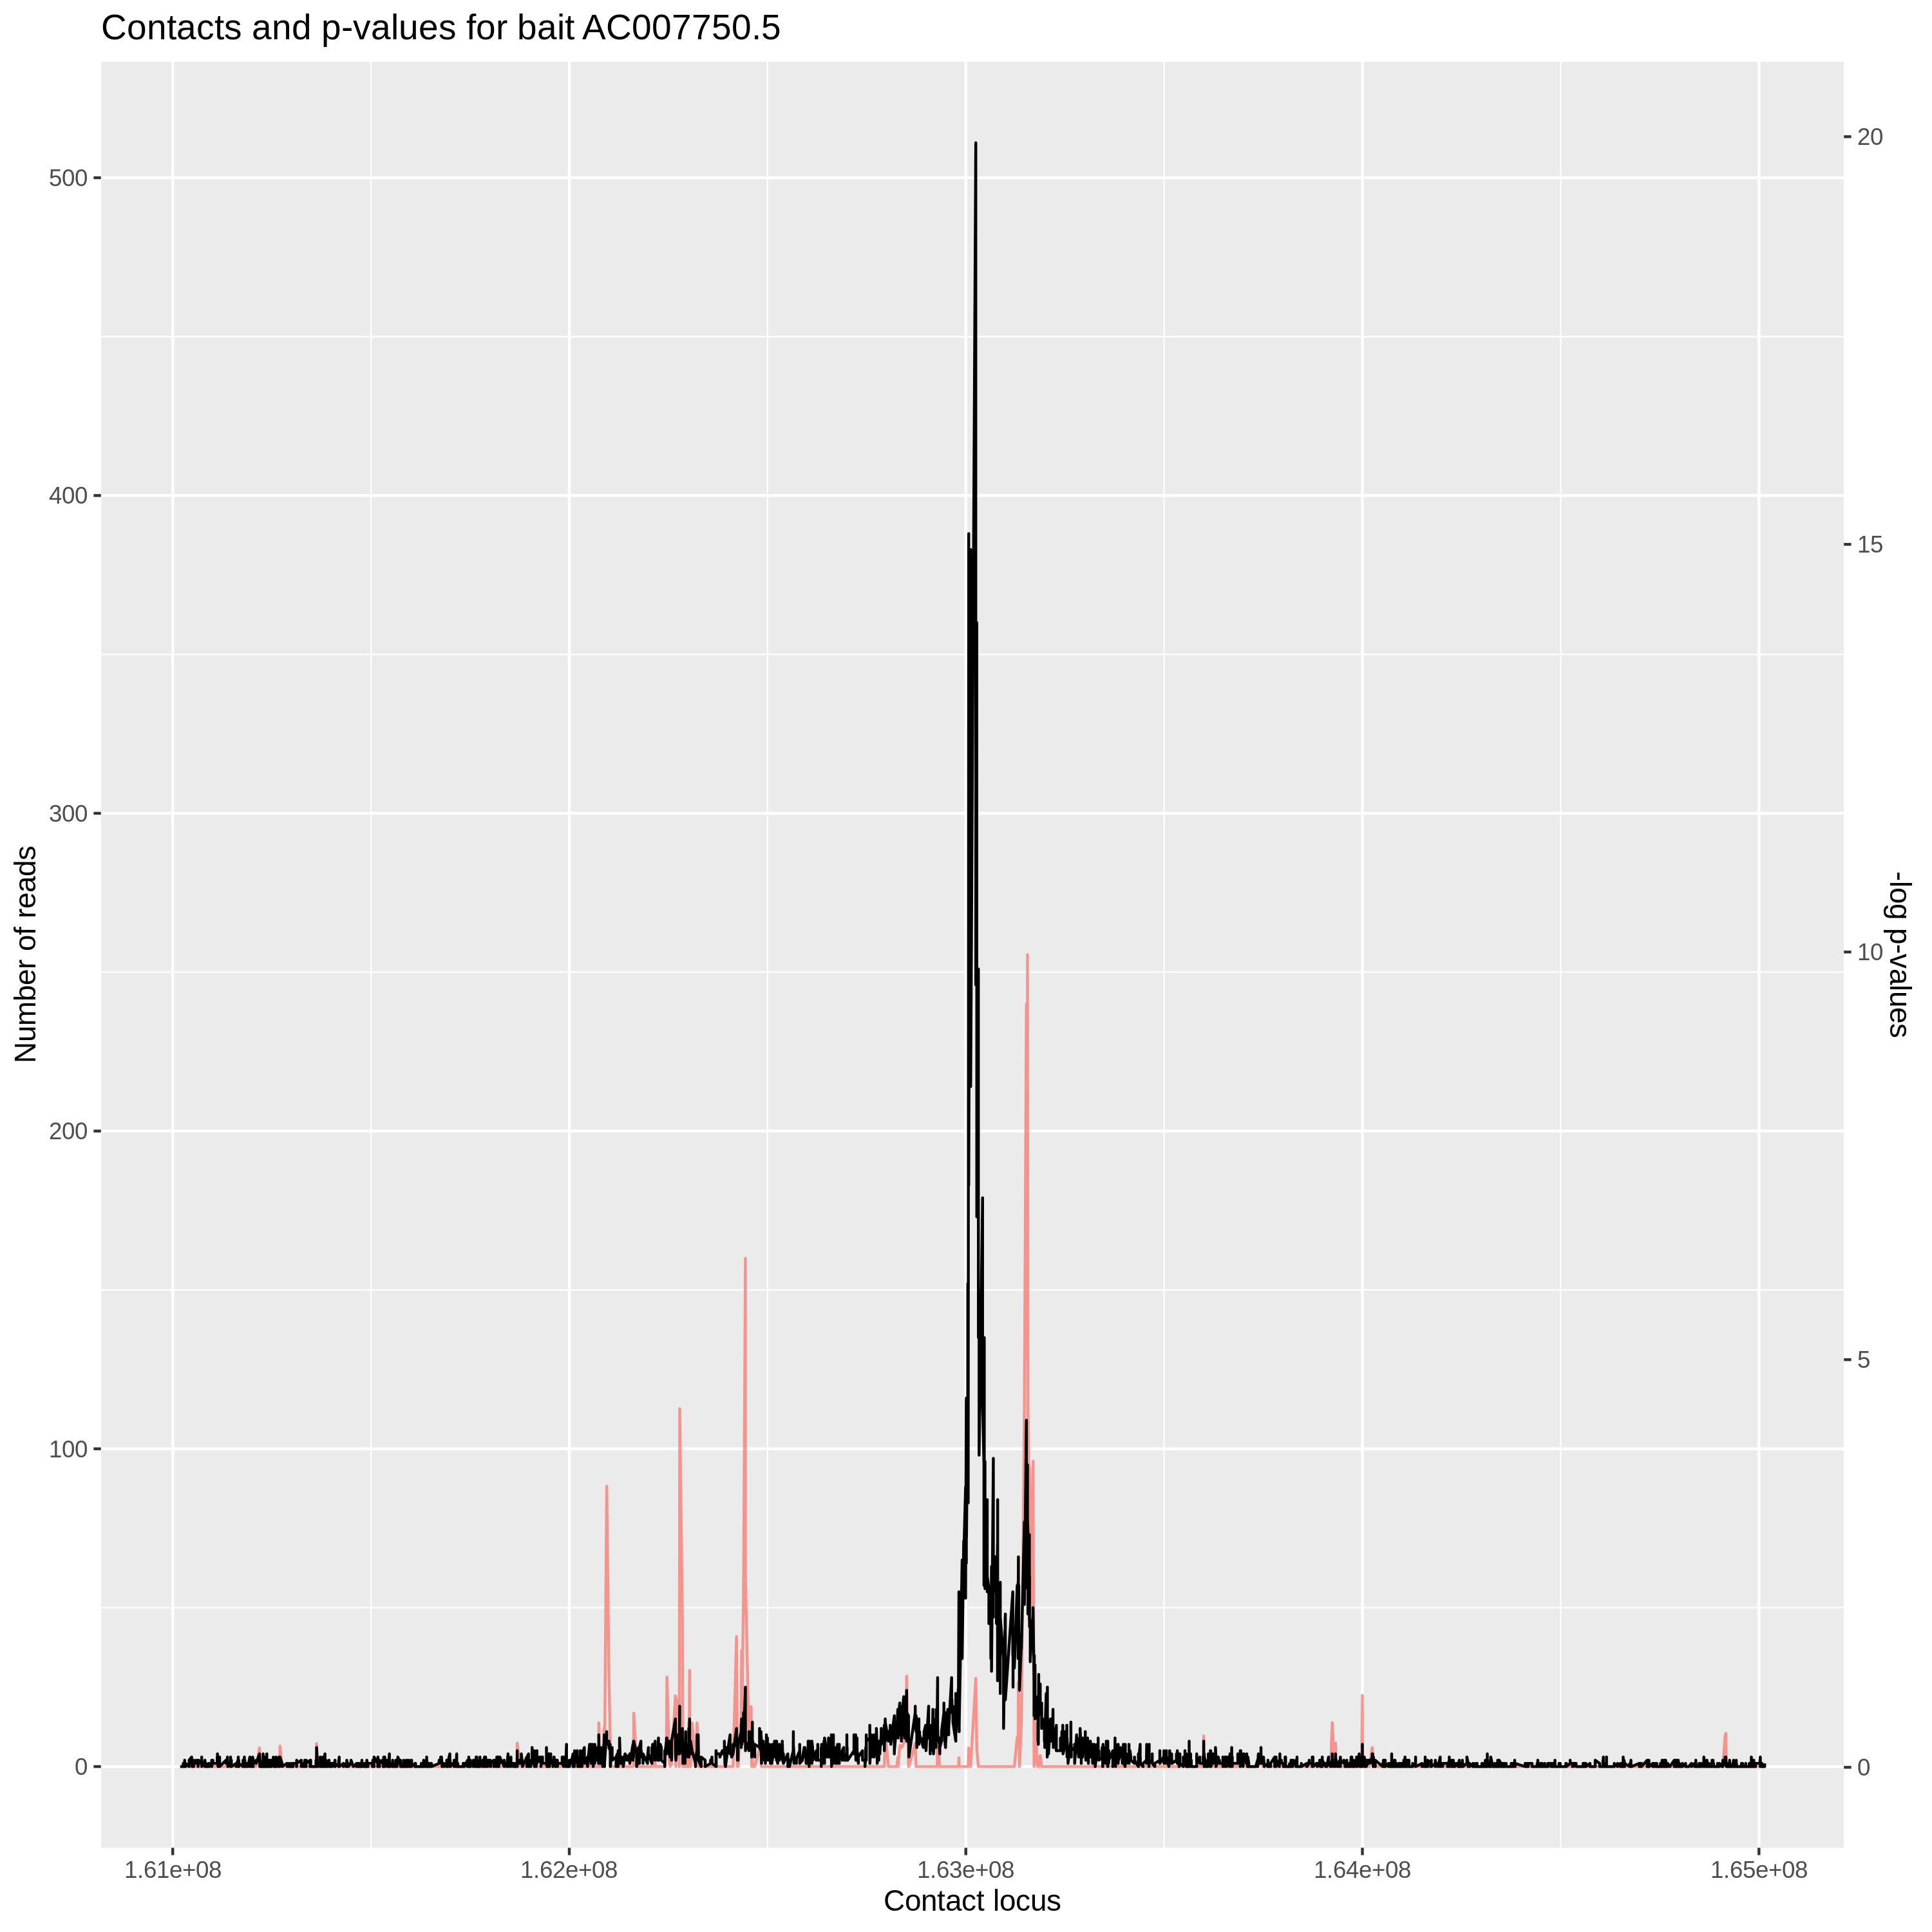 Contacts and p-values for bait AC007750.5
500
400
300
200
100
0
Number of reads
20
15
10
5
0
-log p-values
1.61e+08
1.62e+08
1.63e+08
1.64e+08
1.65e+08
Contact locus